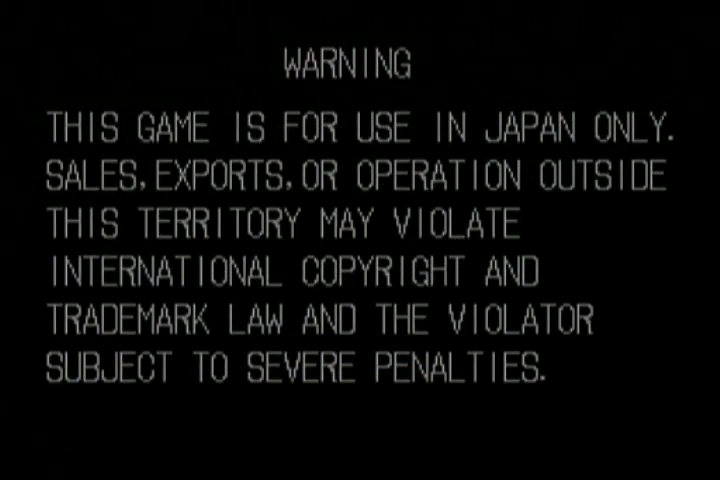 WARNING
THIS GAME IS FOR USE IN JAPAN ONLY.
SALES, EXPORTS, OR OPERATION OUTSIDE
THIS TERRITORY MAY VIOLATE
INTERNATIONAL COPYRIGHT AND
TRADEMARK LAW AND THE VIOLATOR
SUBJECT TO SEVERE PENALTIES.